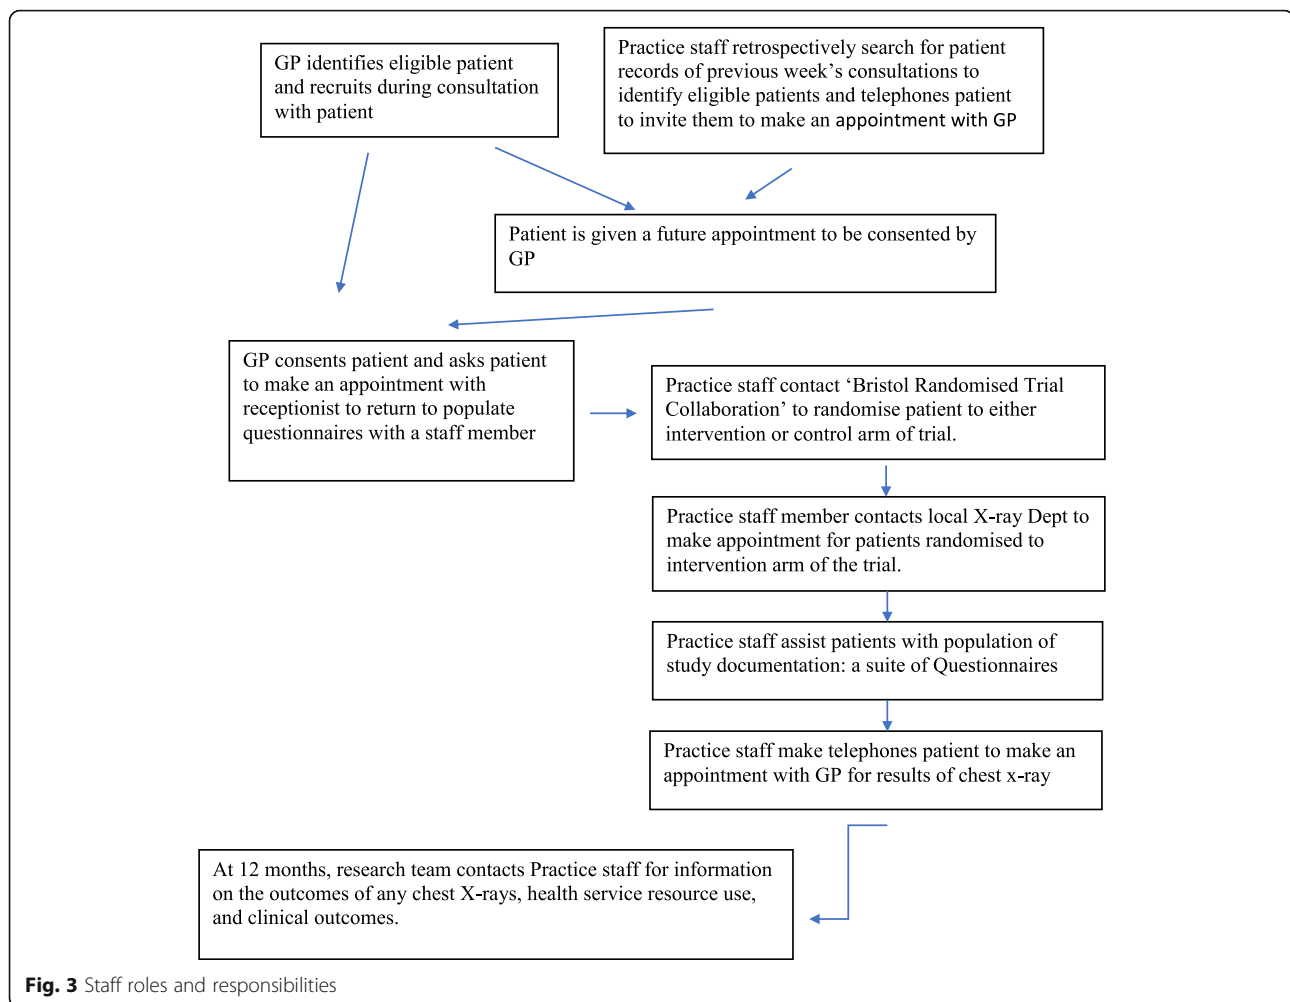 GP identifies eligible patient
and recruits during consultation
with patient
Practice staff retrospectively search for patient
records of previous week’s consultations to
identify eligible patients and telephones patient
to invite them to make an appointment with GP
Patient is given a future appointment to be consented by
GP
GP consents patient and asks patient
to make an appointment with
receptionist to return to populate
questionnaires with a staff member
Practice staff contact ‘Bristol Randomised Trial
Collaboration’ to randomise patient to either
intervention or control arm of trial.
Practice staff member contacts local X-ray Dept to
make appointment for patients randomised to
intervention arm of the trial.
Practice staff assist patients with population of
study documentation: a suite of Questionnaires
Practice staff make telephones patient to make an
appointment with GP for results of chest x-ray
At 12 months, research team contacts Practice staff for information
on the outcomes of any chest X-rays, health service resource use,
and clinical outcomes.
Fig. 3 Staff roles and responsibilities